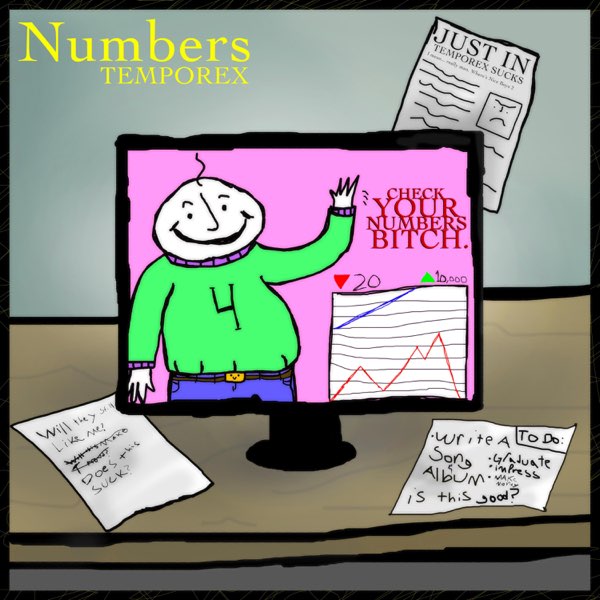 Numbers
TEMPOREX
JUST IN
TEMPOREX SUCKS
CHECK
YOUR
NUMBERS
BITCH.
4
20
10,000
Will they still
Like me?
Does this
suck?
TO DO:
• Write A
Song
• Album
• Graduate
• impress
is this good?